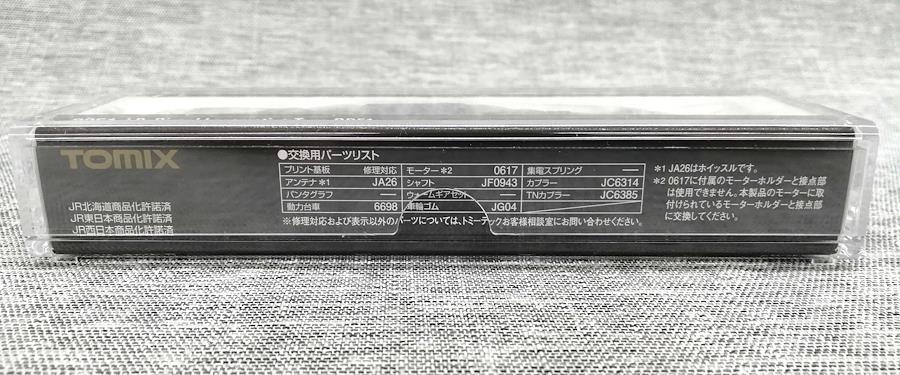 TOMIX
JR北海道商品化許諾済
JR東日本商品化許諾済
JR西日本商品化許諾済
●交換用パーツリスト
プリント基板 修理対応 モーター*2 0617 集電スプリング ―
アンテナ*1 JA26 シャフト JF0943 カプラー JC6314
パンタグラフ ― ウォームギアセット ― TNカプラー JC6385
動力台車 6698 車輪ゴム JG04
※修理対応および表示以外のパーツについては、トミーテックお客様相談室にお問い合わせください。
*1 JA26はホイッスルです。
*2 0617に付属のモーターホルダーと接点部
は使用できません。本製品のモーターに取
付けられているモーターホルダーと接点部
に交換してください。